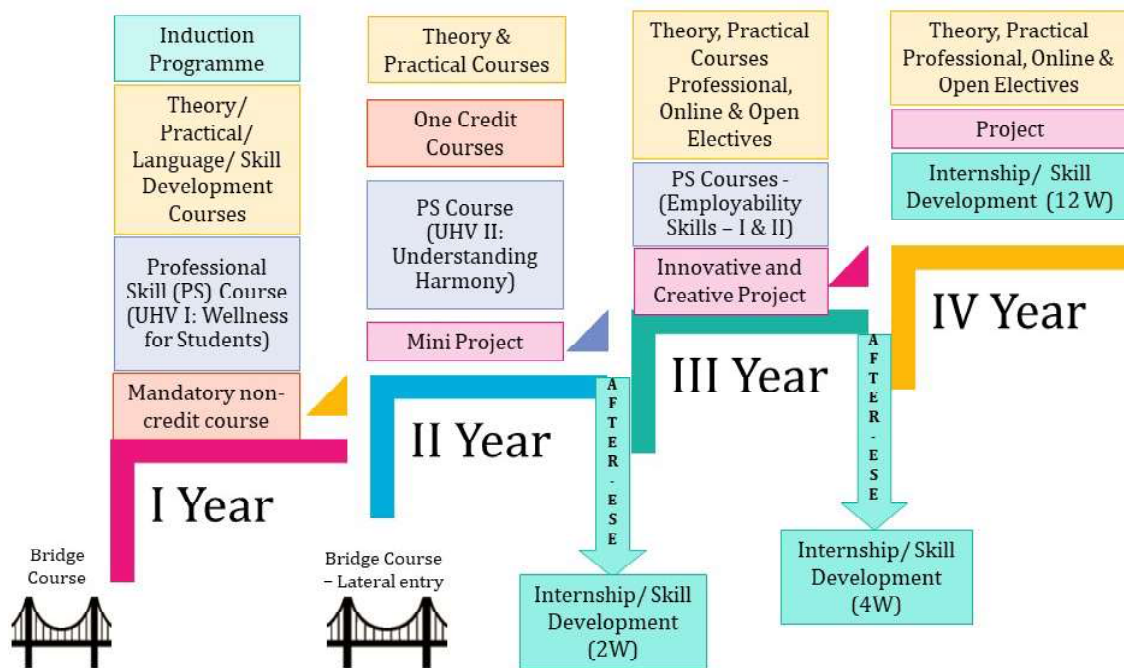 Induction
Programme
Theory/
Practical/
Language/ Skill
Development
Courses
Professional
Skill (PS) Course
(UHV I: Wellness
for Students)
Mandatory non-
credit course
I Year
Bridge
Course
Theory &
Practical Courses
One Credit
Courses
PS Course
(UHV II:
Understanding
Harmony)
Mini Project
II Year
Bridge Course
– Lateral entry
AFTER-ESE
Internship/ Skill
Development
(2W)
Theory, Practical
Courses
Professional,
Online & Open
Electives
PS Courses -
(Employability
Skills – I & II)
Innovative and
Creative Project
III Year
AFTER-ESE
Internship/ Skill
Development
(4W)
Theory, Practical
Professional, Online &
Open Electives
Project
Internship/ Skill
Development (12 W)
IV Year